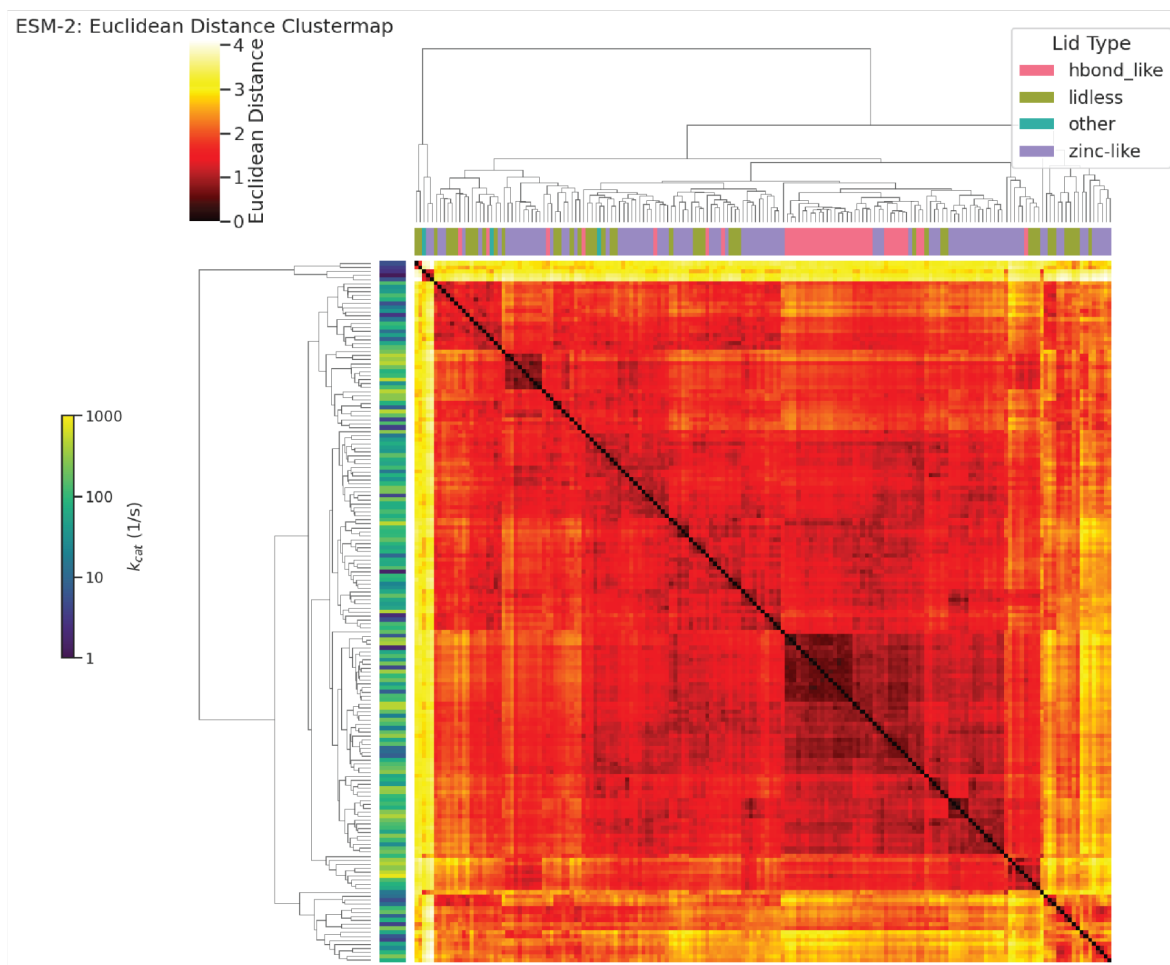 ESM-2: Euclidean Distance Clustermap
4
3
2
1
0
Euclidean Distance
Lid Type
hbond_like
lidless
other
zinc-like
1000
100
10
1
k_cat (1/s)